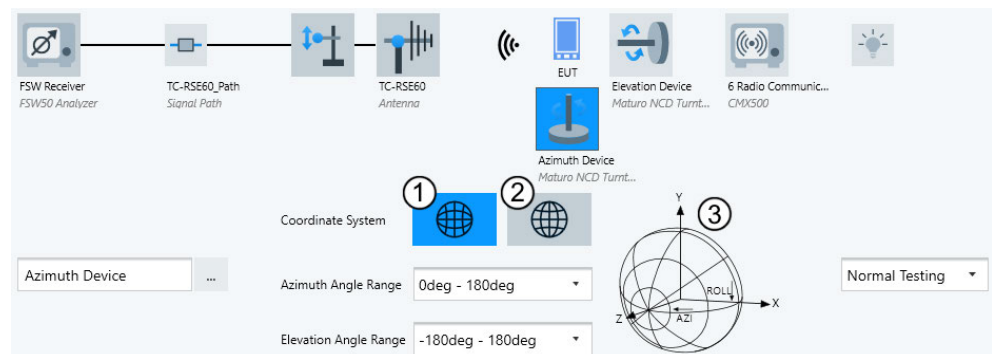 FSW Receiver
FSW50 Analyzer
TC-RSE60_Path
Signal Path
TC-RSE60
Antenna
EUT
Elevation Device
Maturo NCD Turnt...
6 Radio Communic...
CMX500
Azimuth Device
Maturo NCD Turnt...
Coordinate System
1
2
3
Y
X
Z
ROLL
AZI
Azimuth Device
...
Azimuth Angle Range
0deg - 180deg
Normal Testing
Elevation Angle Range
-180deg - 180deg